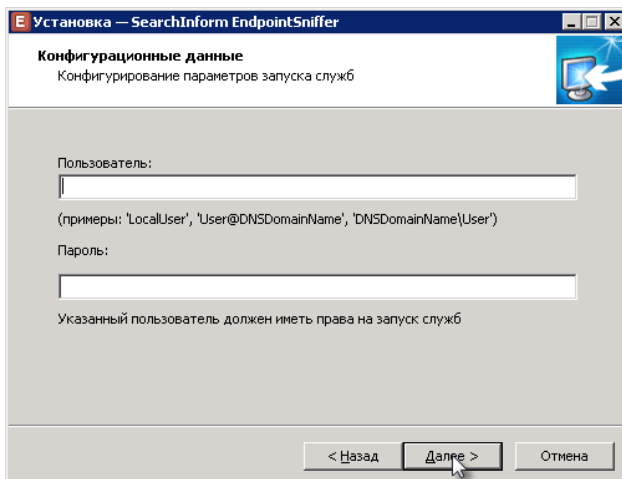 E Установка — SearchInform EndpointSniffer
Конфигурационные данные
Конфигурирование параметров запуска служб
Пользователь:
(примеры: 'LocalUser', 'User@DNSDomainName', 'DNSDomainName\User')
Пароль:
Указанный пользователь должен иметь права на запуск служб
< Назад Далее > Отмена